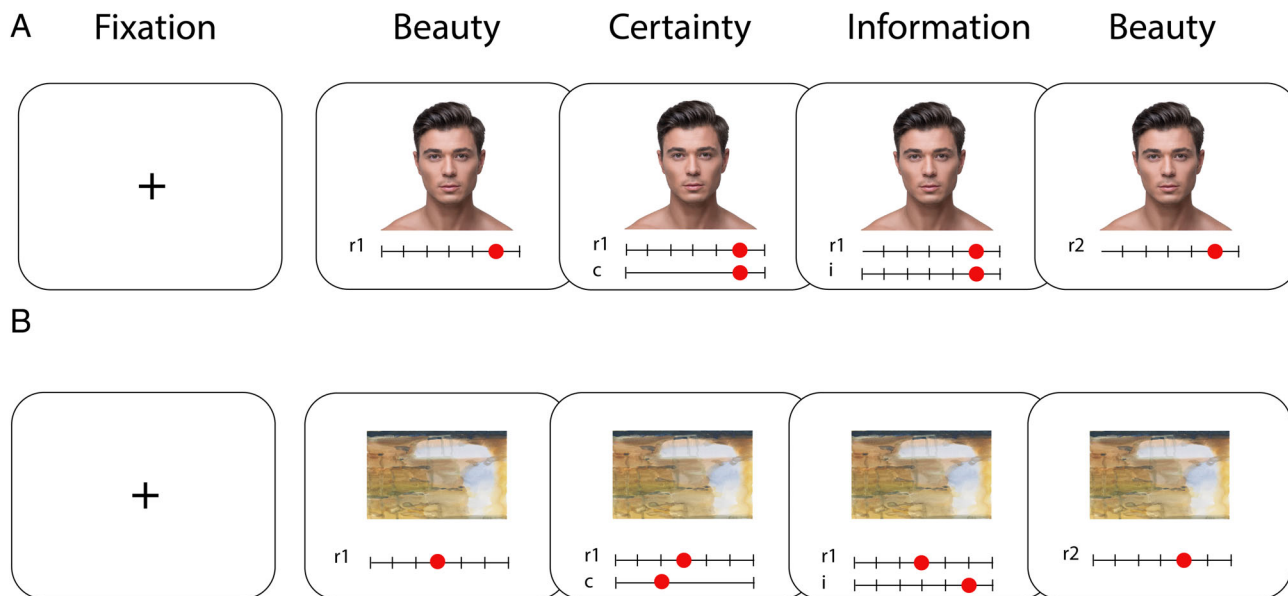 A Fixation Beauty Certainty Information Beauty
r1 r1 r1 r2
c i
B
r1 r1 r1 r2
c i